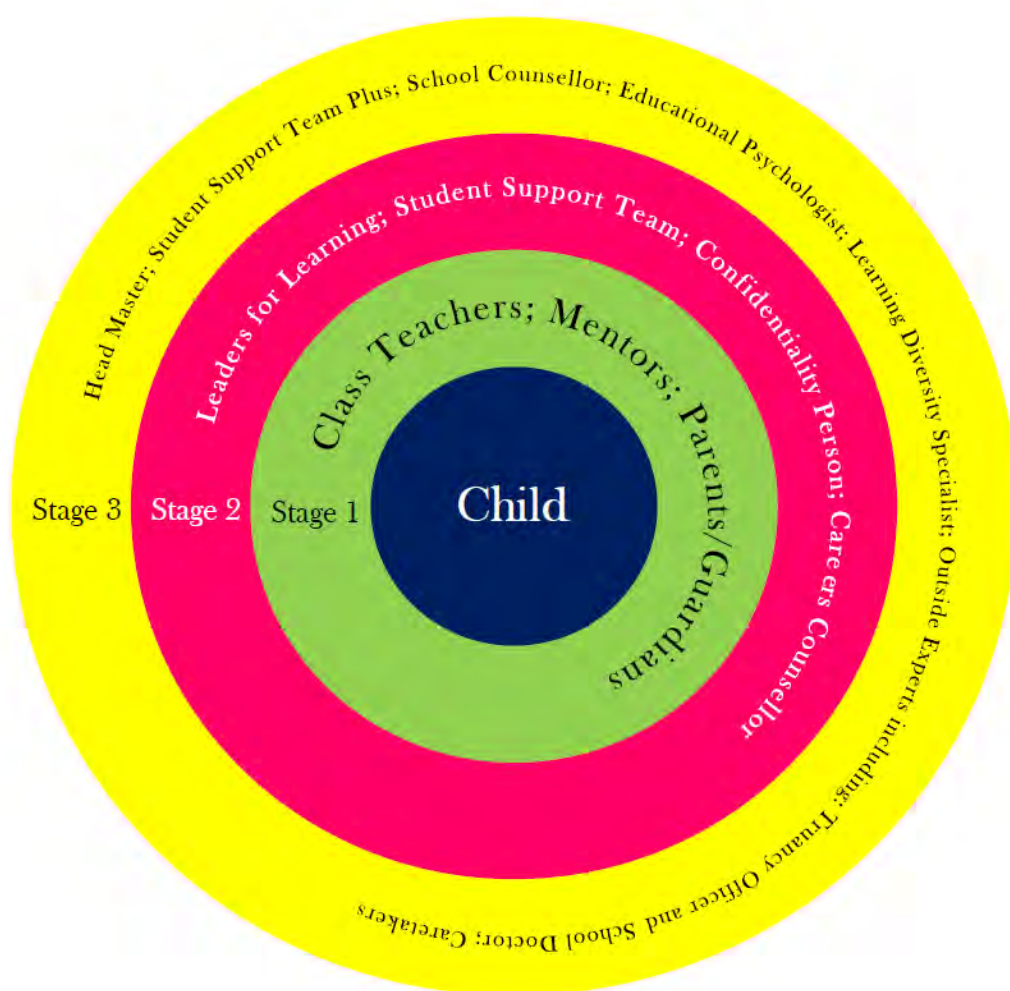 Head Master; Student Support Team Plus; School Counsellor; Educational Psychologist; Learning Diversity Specialist; Outside Experts including: Truancy Officer and School Doctor; Caretakers
Leaders for Learning; Student Support Team; Confidentiality Person; Careers Counsellor
Class Teachers; Mentors; Parents/Guardians
Stage 3
Stage 2
Stage 1
Child